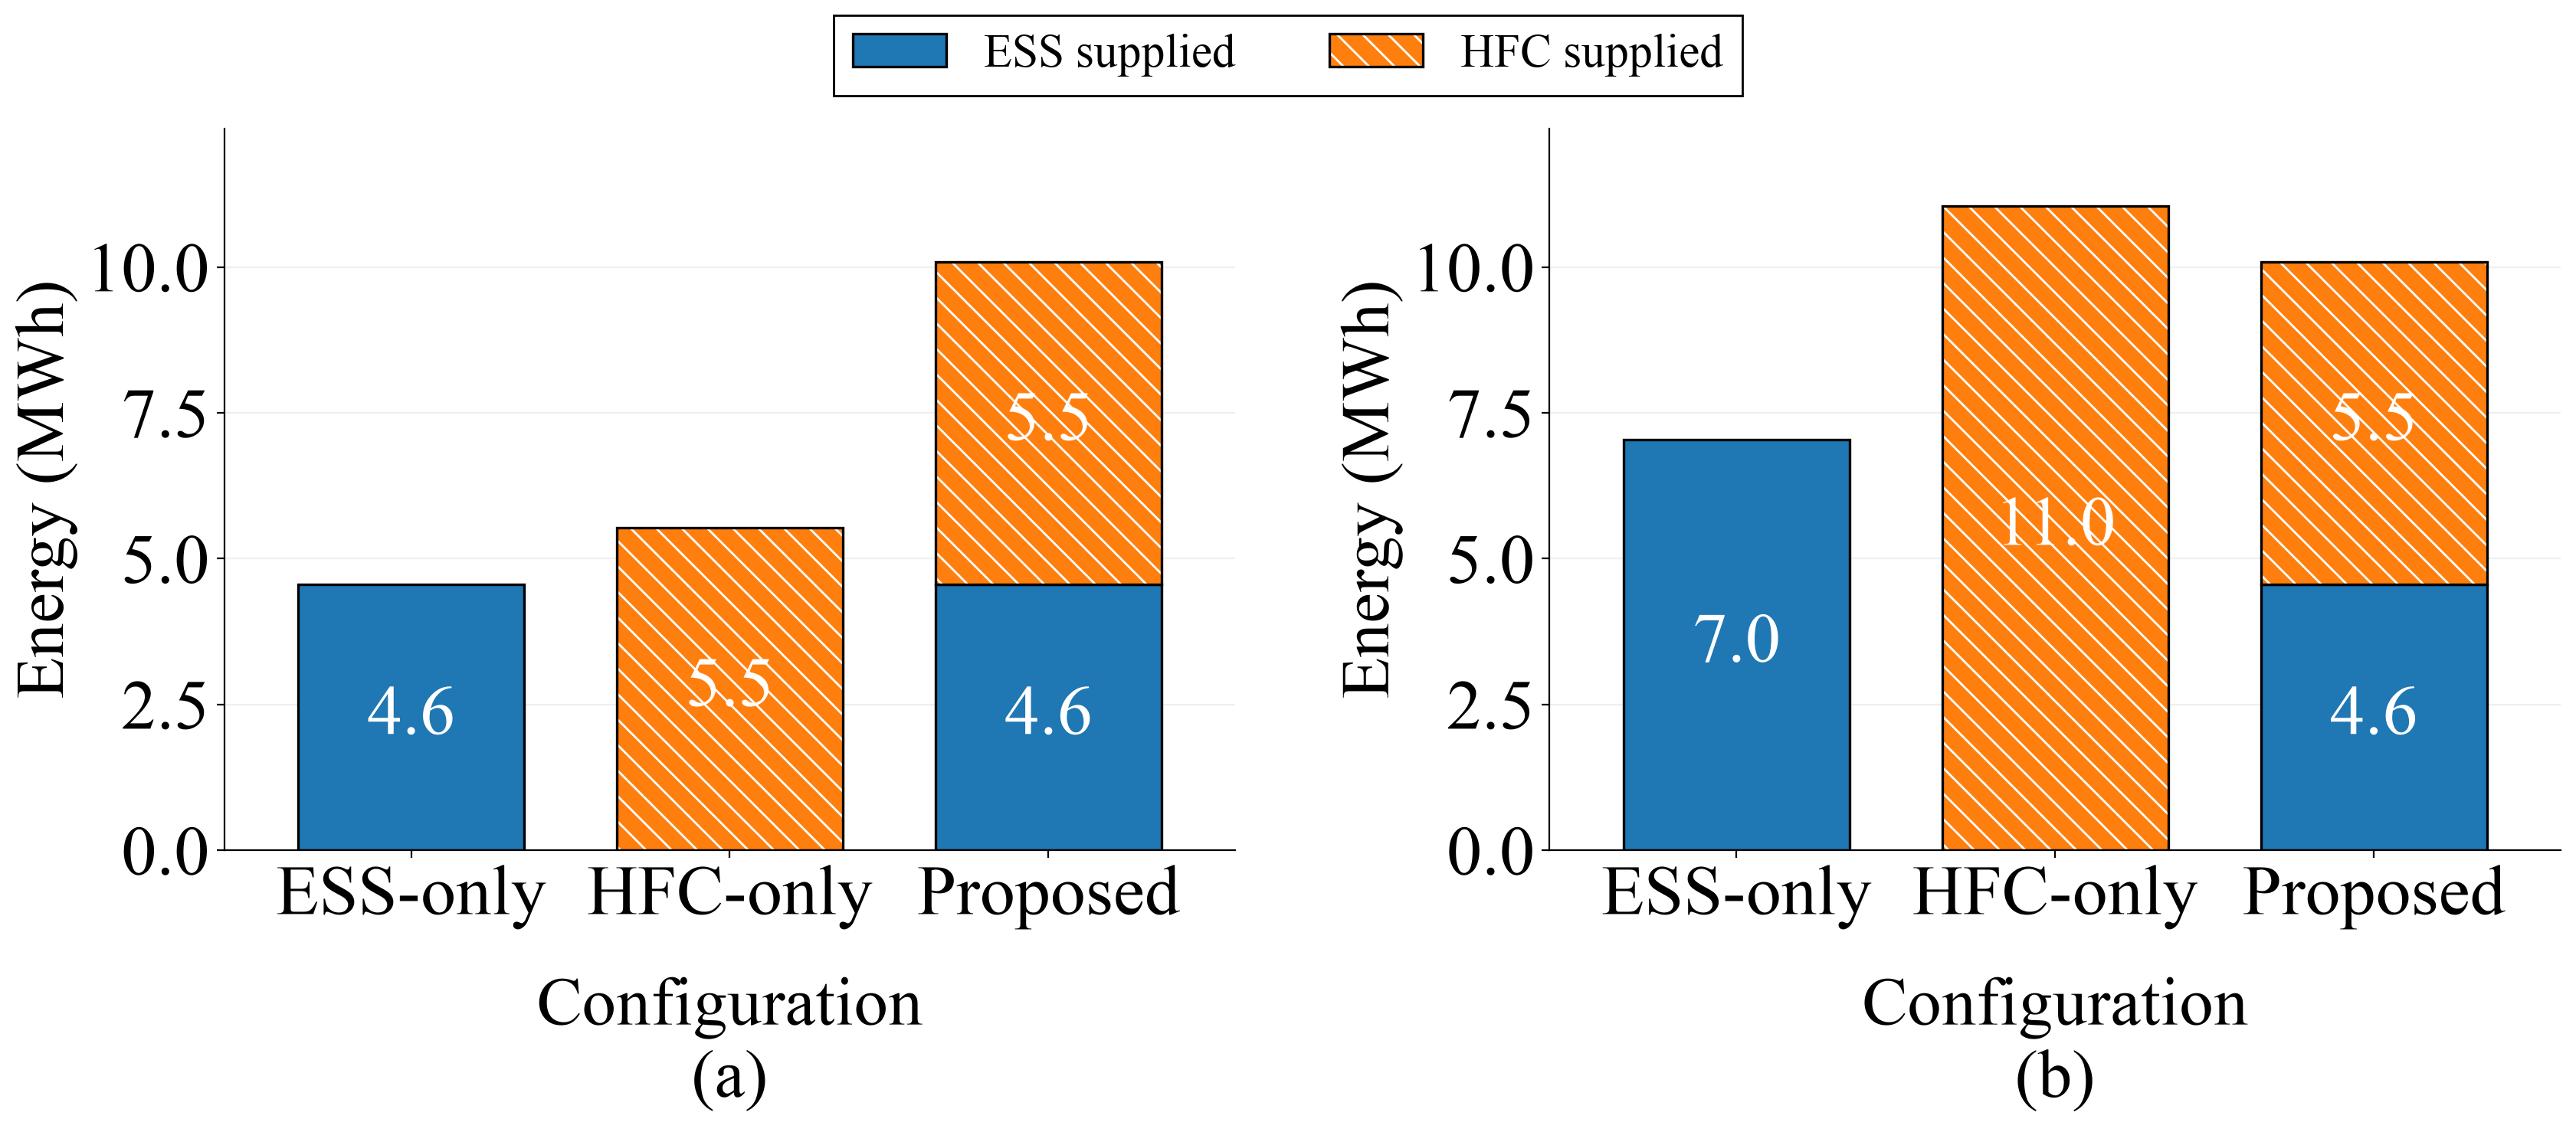 ESS supplied HFC supplied
Energy (MWh)
10.0
7.5
5.0
2.5
0.0
4.6
5.5
5.5
4.6
ESS-only HFC-only Proposed
Configuration
(a)
Energy (MWh)
10.0
7.5
5.0
2.5
0.0
7.0
11.0
5.5
4.6
ESS-only HFC-only Proposed
Configuration
(b)